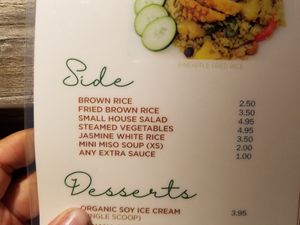 PINEAPPLE FRIED RICE
Side
BROWN RICE 2.50
FRIED BROWN RICE 3.50
SMALL HOUSE SALAD 4.95
STEAMED VEGETABLES 4.95
JASMINE WHITE RICE 3.50
MINI MISO SOUP (XS) 2.00
ANY EXTRA SAUCE 1.00
Desserts
ORGANIC SOY ICE CREAM 3.95
(SINGLE SCOOP)